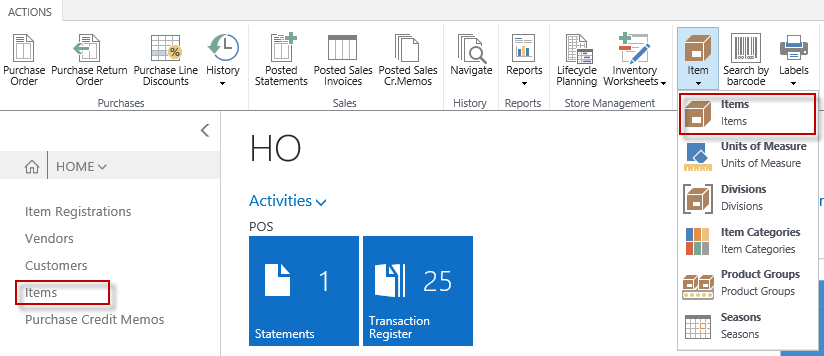 ACTIONS
Purchase Order
Purchase Return Order
Purchase Line Discounts
History
Posted Statements
Posted Sales Invoices
Posted Sales Cr.Memos
Navigate
Reports
Lifecycle Planning
Inventory Worksheets
Item
Search by barcode
Labels
Purchases
Sales
History
Reports
Store Management
Items
Items
Units of Measure
Units of Measure
Divisions
Divisions
Item Categories
Item Categories
Product Groups
Product Groups
Seasons
Seasons
HOME
Item Registrations
Vendors
Customers
Items
Purchase Credit Memos
HO
Activities
POS
1
Statements
25
Transaction
Register